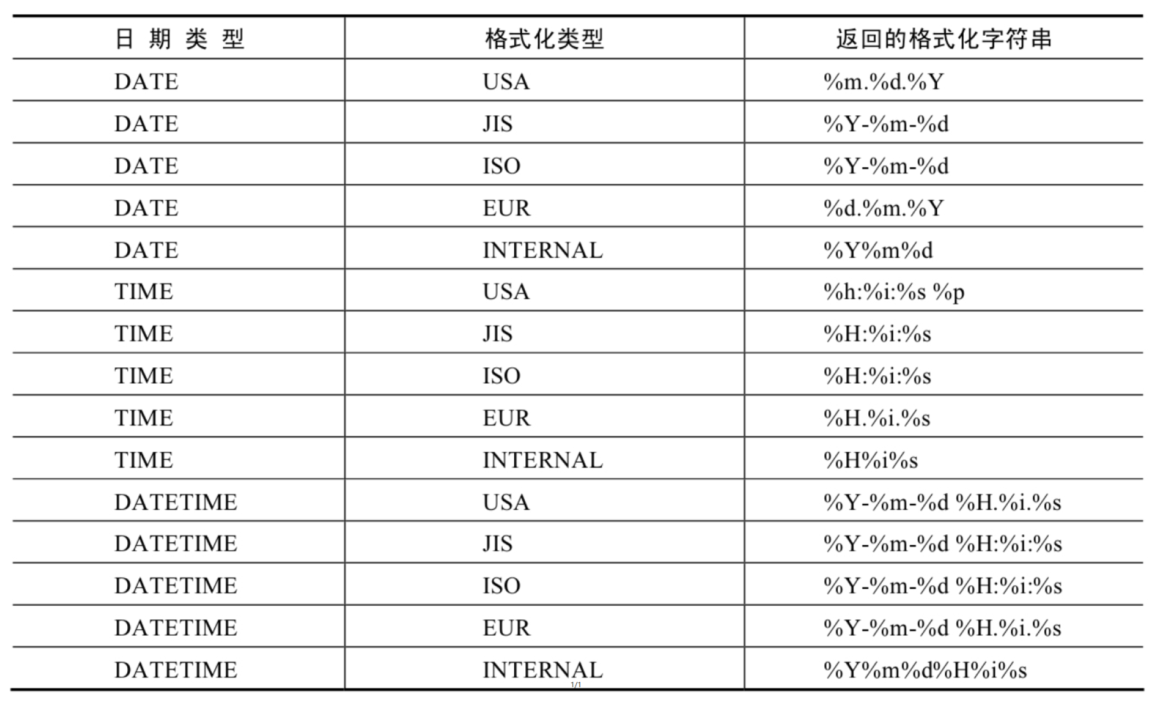 日 期 类 型 格式化类型 返回的格式化字符串
DATE USA %m.%d.%Y
DATE JIS %Y-%m-%d
DATE ISO %Y-%m-%d
DATE EUR %d.%m.%Y
DATE INTERNAL %Y%m%d
TIME USA %h:%i:%s %p
TIME JIS %H:%i:%s
TIME ISO %H:%i:%s
TIME EUR %H.%i.%s
TIME INTERNAL %H%i%s
DATETIME USA %Y-%m-%d %H.%i.%s
DATETIME JIS %Y-%m-%d %H:%i:%s
DATETIME ISO %Y-%m-%d %H:%i:%s
DATETIME EUR %Y-%m-%d %H.%i.%s
DATETIME INTERNAL %Y%m%d%H%i%s
1/1